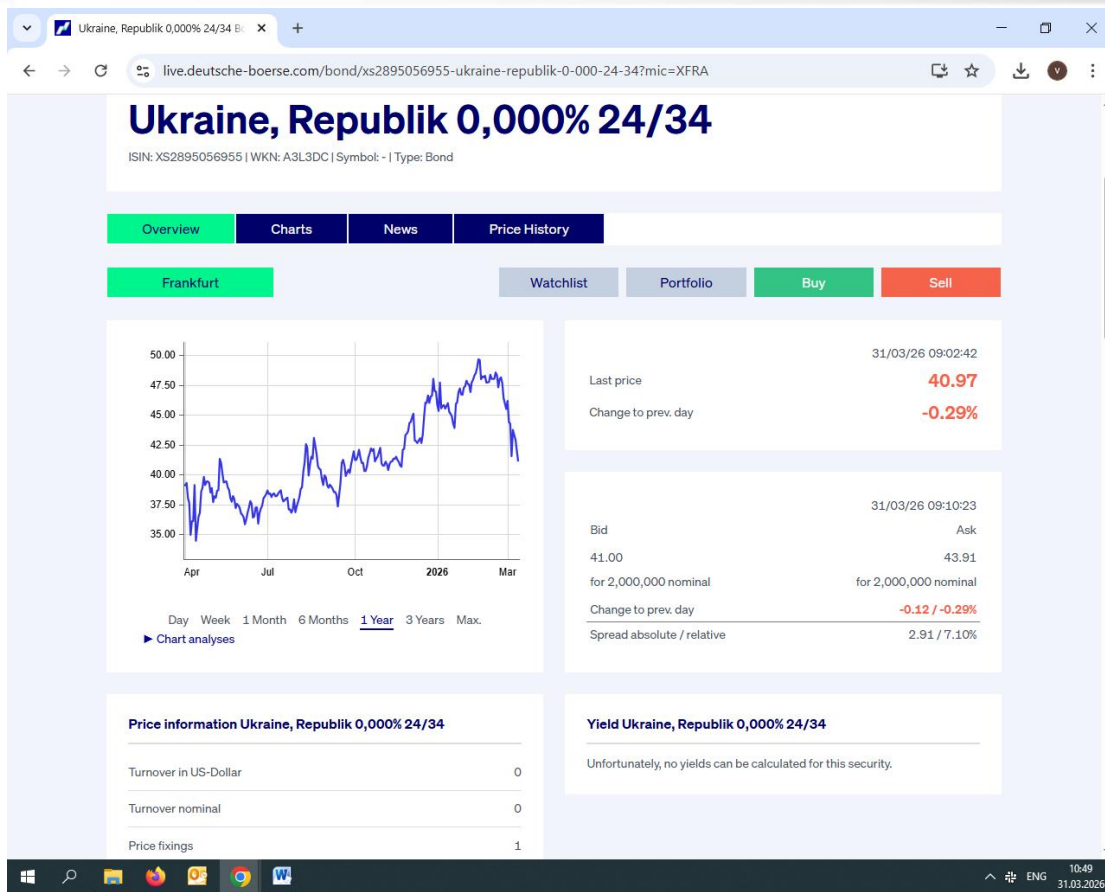 Ukraine, Republik 0,000% 24/34 Bo
live.deutsche-boerse.com/bond/xs2895056955-ukraine-republik-0-000-24-34?mic=XFRA
V
Ukraine, Republik 0,000% 24/34
ISIN: XS2895056955 | WKN: A3L3DC | Symbol: - | Type: Bond
Overview Charts News Price History
Frankfurt Watchlist Portfolio Buy Sell
50.00
47.50
45.00
42.50
40.00
37.50
35.00
Apr Jul Oct 2026 Mar
Day Week 1 Month 6 Months 1 Year 3 Years Max.
Chart analyses
31/03/26 09:02:42
Last price 40.97
Change to prev. day -0.29%
31/03/26 09:10:23
Bid Ask
41.00 43.91
for 2,000,000 nominal for 2,000,000 nominal
Change to prev. day -0.12 / -0.29%
Spread absolute / relative 2.91 / 7.10%
Price information Ukraine, Republik 0,000% 24/34
Turnover in US-Dollar 0
Turnover nominal 0
Price fixings 1
Yield Ukraine, Republik 0,000% 24/34
Unfortunately, no yields can be calculated for this security.
ENG 10:49
31.03.2026